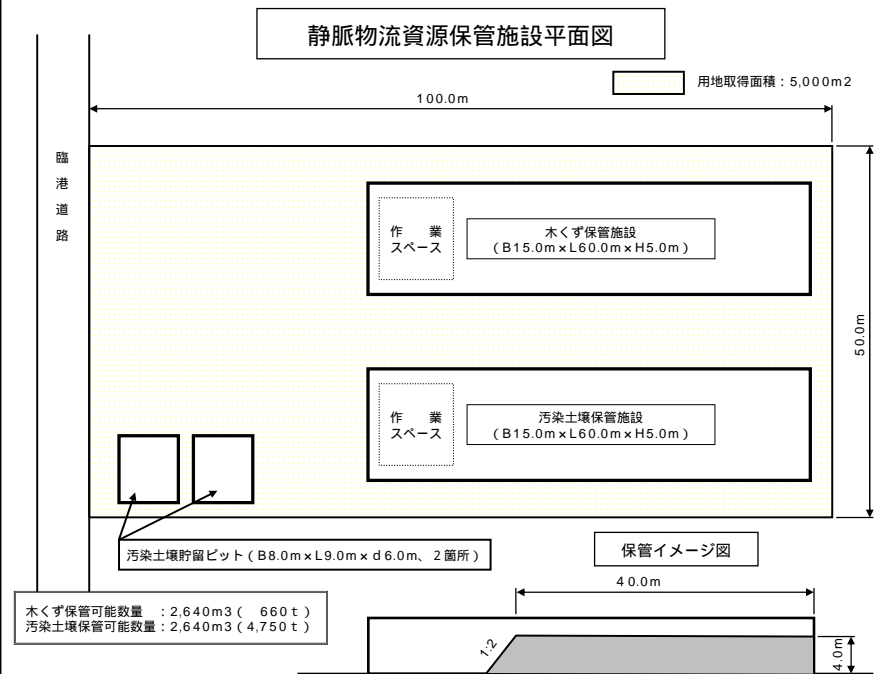 静脈物流資源保管施設平面図
用地取得面積：5,000m2
100.0m
臨港道路
作　業
スペース
木くず保管施設
（B15.0m×L60.0m×H5.0m）
50.0m
作　業
スペース
汚染土壌保管施設
（B15.0m×L60.0m×H5.0m）
汚染土壌貯留ピット（B8.0m×L9.0m×d6.0m、２箇所）
保管イメージ図
40.0m
木くず保管可能数量　：2,640m3（　660ｔ）
汚染土壌保管可能数量：2,640m3（4,750ｔ）
1:2
4.0m